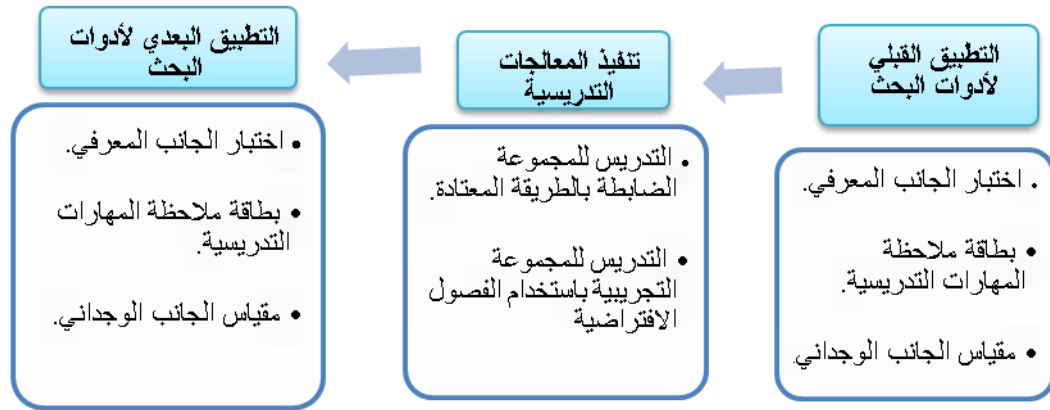 التطبيق القبلي
لأدوات البحث
• اختبار الجانب المعرفي.
• بطاقة ملاحظة
المهارات التدريسية.
• مقياس الجانب الوجداني.
تنفيذ المعالجات
التدريسية
• التدريس للمجموعة
الضابطة بالطريقة المعتادة.
• التدريس للمجموعة
التجريبية باستخدام الفصول
الافتراضية
التطبيق البعدي لأدوات
البحث
• اختبار الجانب المعرفي.
• بطاقة ملاحظة المهارات
التدريسية.
• مقياس الجانب الوجداني.